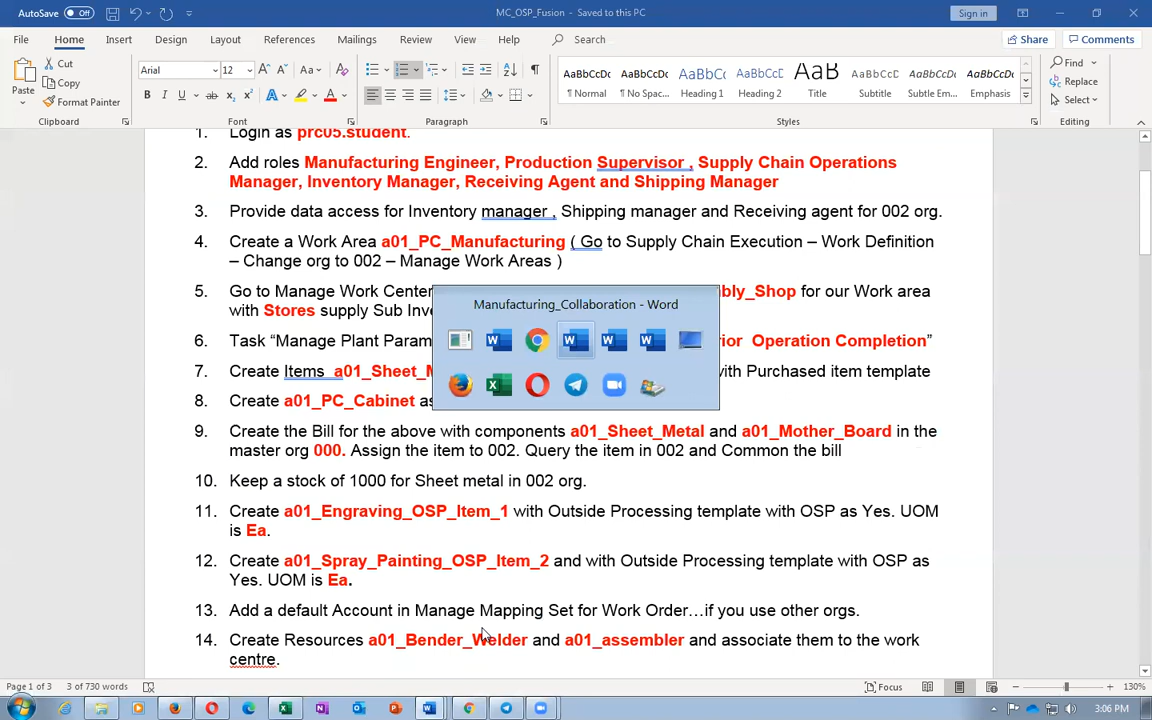 AutoSave Off
MC_OSP_Fusion - Saved to this PC
Sign in
File Home Insert Design Layout References Mailings Review View Help Search Share Comments
Paste
Cut
Copy
Format Painter
Arial 12
AaBbCcDc AaBbCcDc AaBbCc AaBbCcD AaB AaBbCcD AaBbCcDc AaBbCcDc
¶ Normal ¶ No Spac... Heading 1 Heading 2 Title Subtitle Subtle Em... Emphasis
Find
Replace
Select
Clipboard Font Paragraph Styles Editing
1. Login as prc05.student.
2. Add roles Manufacturing Engineer, Production Supervisor , Supply Chain Operations
Manager, Inventory Manager, Receiving Agent and Shipping Manager
3. Provide data access for Inventory manager , Shipping manager and Receiving agent for 002 org.
4. Create a Work Area a01_PC_Manufacturing ( Go to Supply Chain Execution – Work Definition
– Change org to 002 – Manage Work Areas )
5. Go to Manage Work Center bly_Shop for our Work area
with Stores supply Sub Inve
6. Task “Manage Plant Param rior Operation Completion”
7. Create Items a01_Sheet_M with Purchased item template
8. Create a01_PC_Cabinet as
Manufacturing_Collaboration - Word
9. Create the Bill for the above with components a01_Sheet_Metal and a01_Mother_Board in the
master org 000. Assign the item to 002. Query the item in 002 and Common the bill
10. Keep a stock of 1000 for Sheet metal in 002 org.
11. Create a01_Engraving_OSP_Item_1 with Outside Processing template with OSP as Yes. UOM
is Ea.
12. Create a01_Spray_Painting_OSP_Item_2 and with Outside Processing template with OSP as
Yes. UOM is Ea.
13. Add a default Account in Manage Mapping Set for Work Order…if you use other orgs.
14. Create Resources a01_Bender_Welder and a01_assembler and associate them to the work
centre.
Page 1 of 3 3 of 730 words Focus 130%
3:06 PM